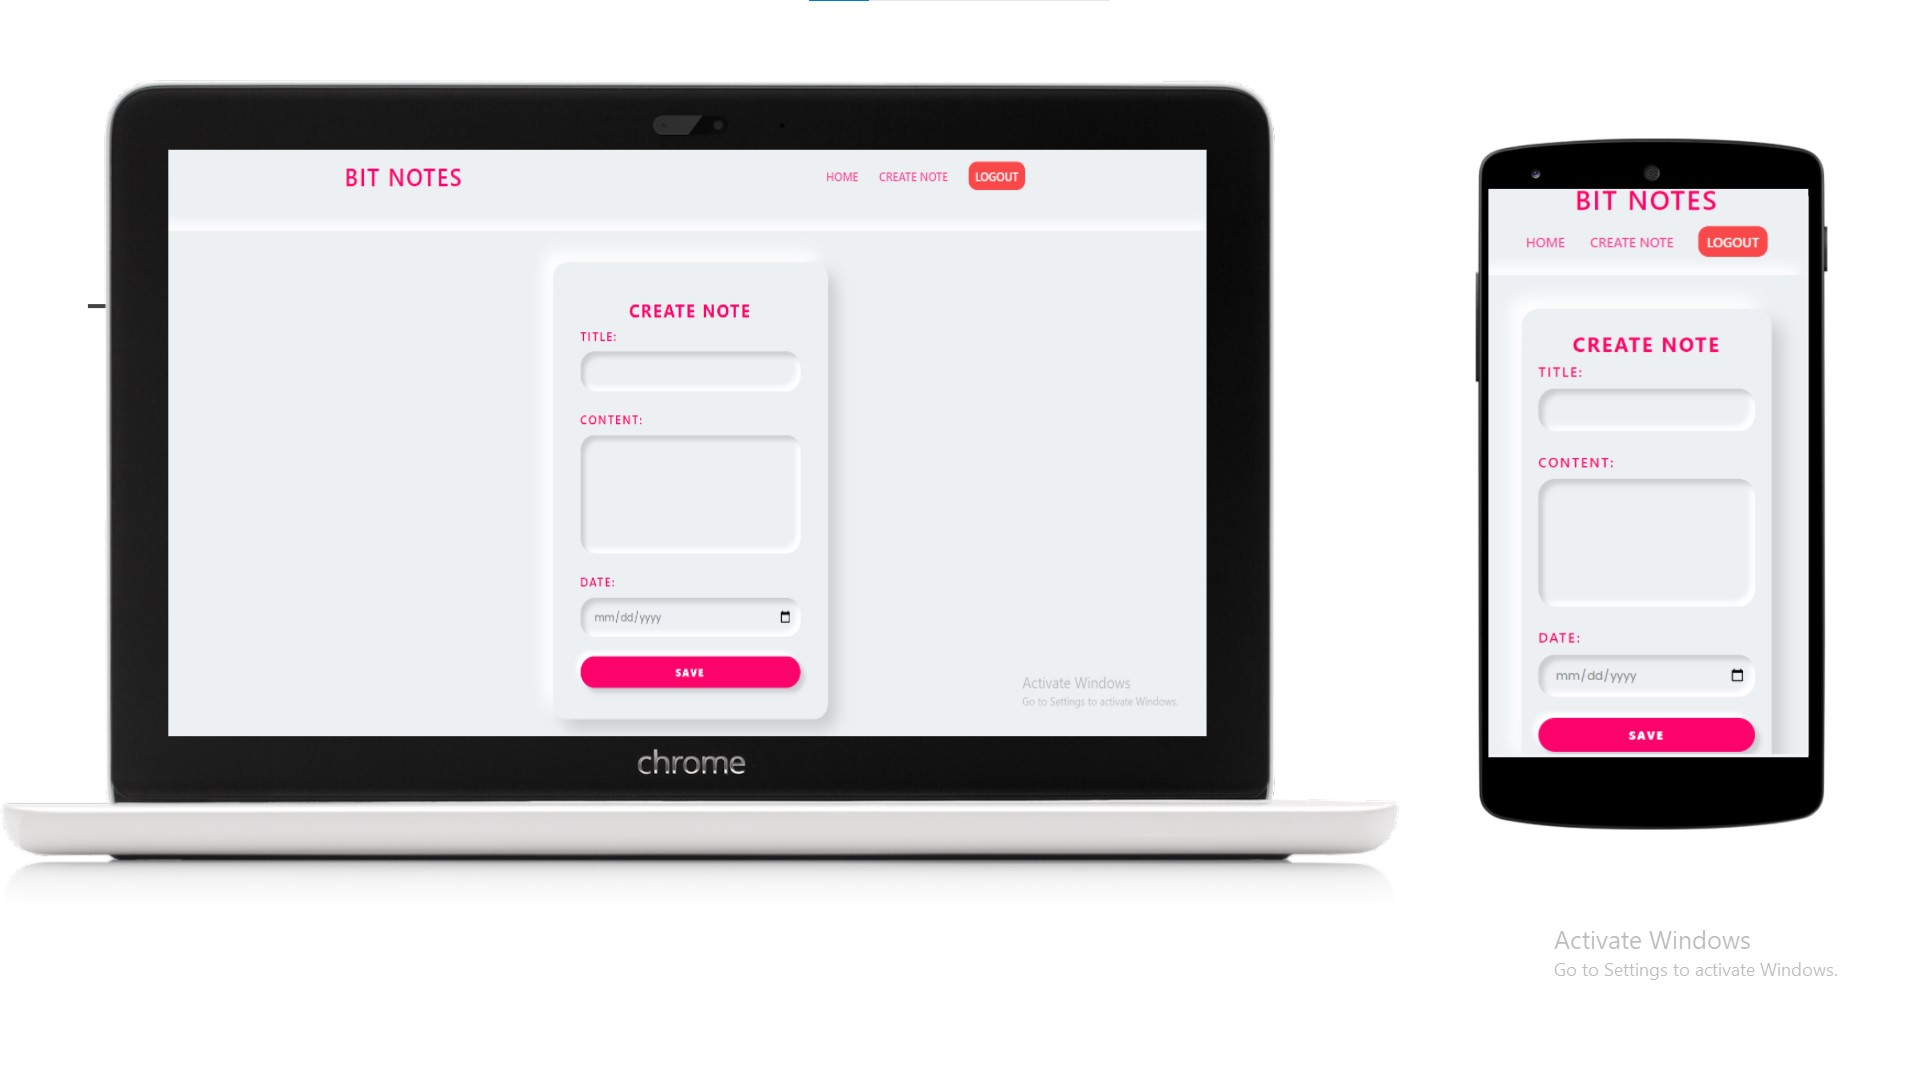 BIT NOTES
HOME CREATE NOTE LOGOUT
CREATE NOTE
TITLE:
CONTENT:
DATE:
mm/dd/yyyy
SAVE
Activate Windows
Go to Settings to activate Windows.
chrome
BIT NOTES
HOME CREATE NOTE LOGOUT
CREATE NOTE
TITLE:
CONTENT:
DATE:
mm/dd/yyyy
SAVE
Activate Windows
Go to Settings to activate Windows.